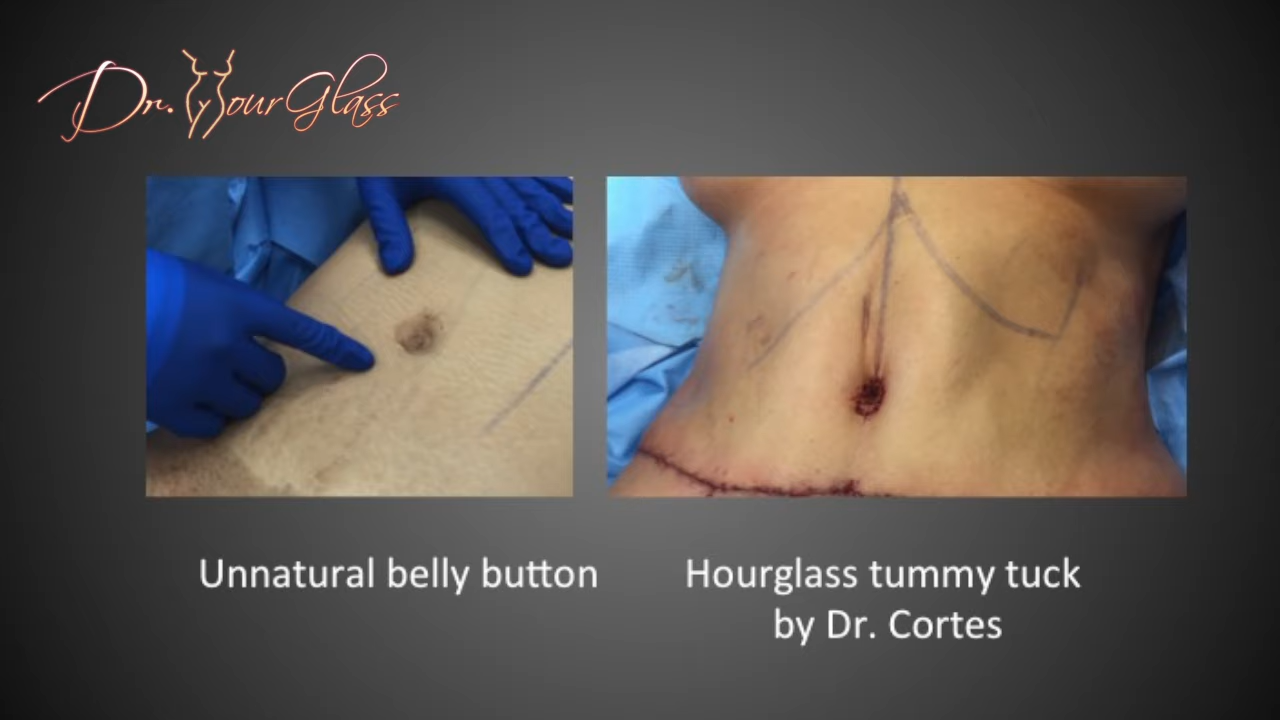 Dr. HourGlass
Unnatural belly button
Hourglass tummy tuck
by Dr. Cortes